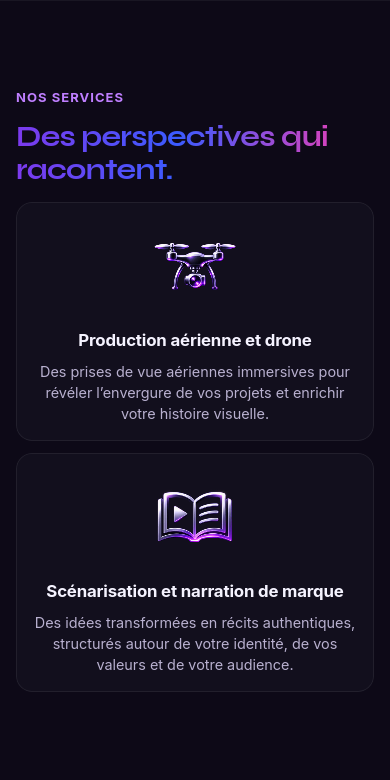 NOS SERVICES
Des perspectives qui
racontent.
Production aérienne et drone
Des prises de vue aériennes immersives pour
révéler l’envergure de vos projets et enrichir
votre histoire visuelle.
Scénarisation et narration de marque
Des idées transformées en récits authentiques,
structurés autour de votre identité, de vos
valeurs et de votre audience.